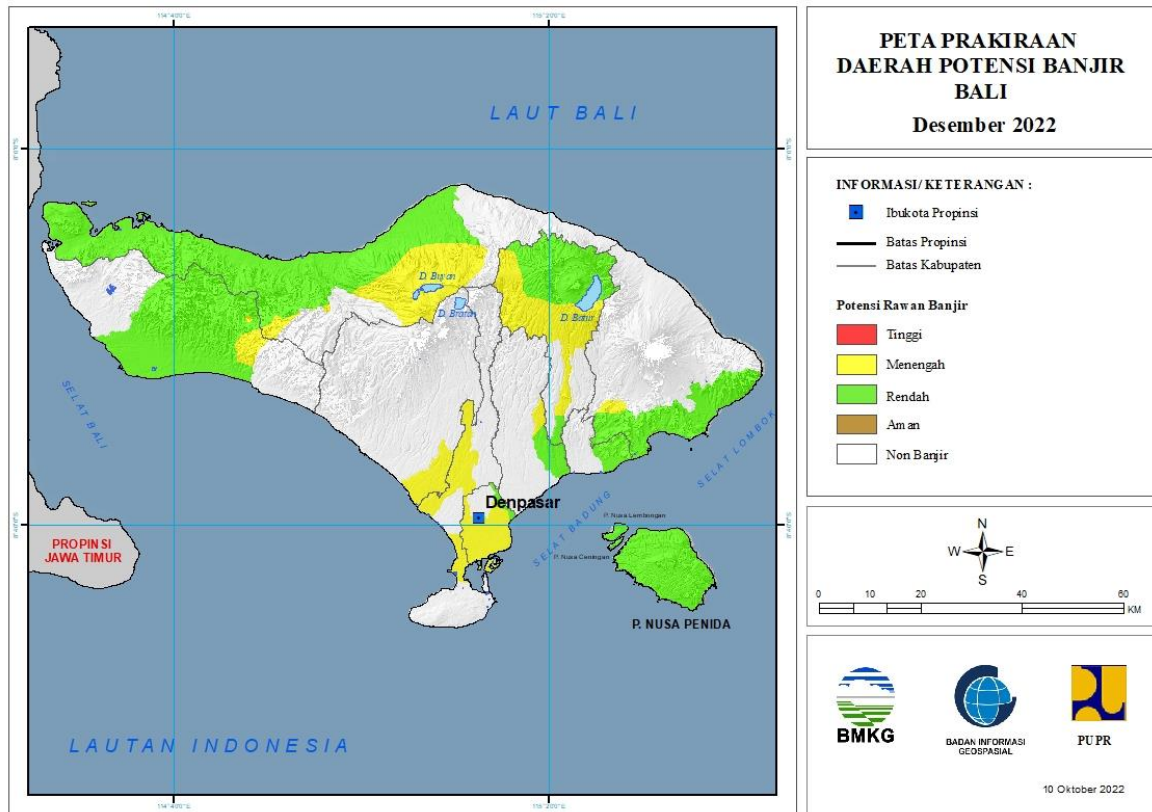 PETA PRAKIRAAN
DAERAH POTENSI BANJIR
BALI
Desember 2022
INFORMASI/ KETERANGAN :
Ibukota Propinsi
Batas Propinsi
Batas Kabupaten
Potensi Rawan Banjir
Tinggi
Menengah
Rendah
Aman
Non Banjir
N
W E
S
0 10 20 40 60
KM
BMKG
BADAN INFORMASI
GEOSPASIAL
PUPR
10 Oktober 2022
LAUT BALI
D. Buyan
D. Bratan
D. Batur
SELAT BALI
SELAT LOMBOK
SELAT BADUNG
Denpasar
P. Nusa Lembongan
P. Nusa Ceningan
P. NUSA PENIDA
PROPINSI
JAWA TIMUR
LAUTAN INDONESIA